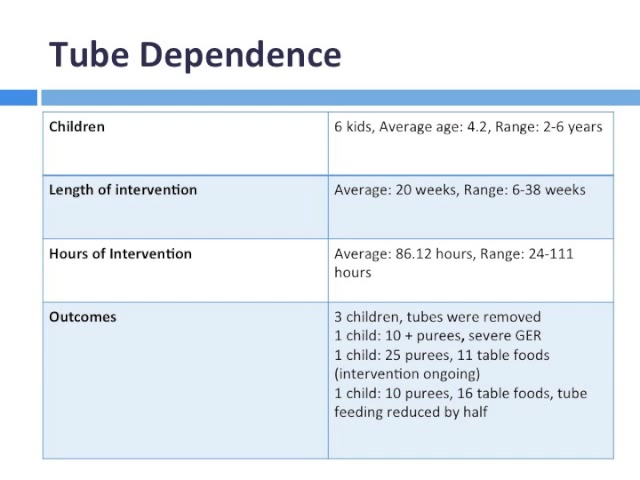 Tube Dependence
Children
6 kids, Average age: 4.2, Range: 2-6 years
Length of intervention
Average: 20 weeks, Range: 6-38 weeks
Hours of Intervention
Average: 86.12 hours, Range: 24-111
hours
Outcomes
3 children, tubes were removed
1 child: 10 + purees, severe GER
1 child: 25 purees, 11 table foods
(intervention ongoing)
1 child: 10 purees, 16 table foods, tube
feeding reduced by half